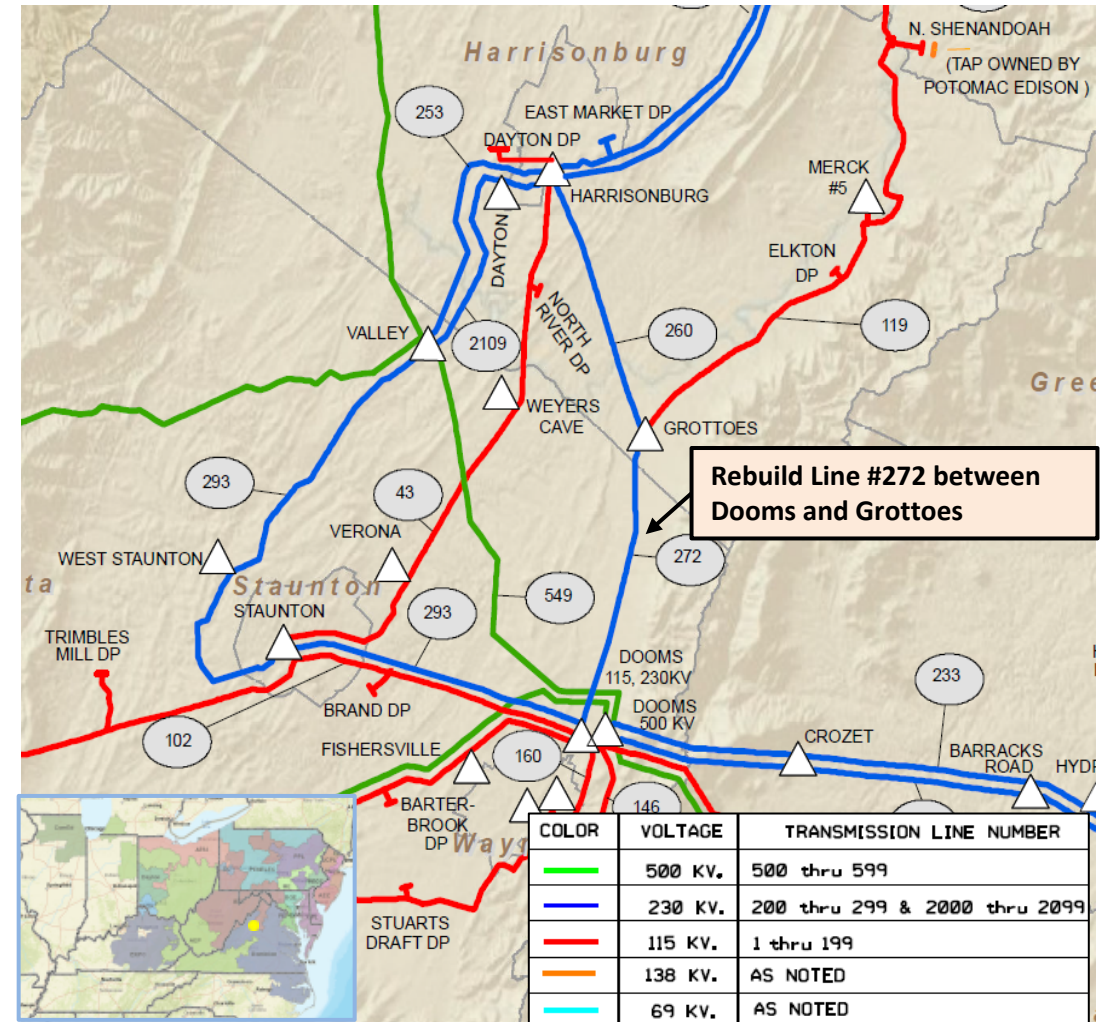 N. SHENANDOAH
(TAP OWNED BY
POTOMAC EDISON )
Harrisonburg
253
EAST MARKET DP
DAYTON DP
HARRISONBURG
DAYTON
MERCK
#5
ELKTON
DP
NORTH
RIVER DP
VALLEY
2109
260
119
WEYERS
CAVE
GROTTOES
Gree
Rebuild Line #272 between
Dooms and Grottoes
293
43
VERONA
WEST STAUNTON
272
ta
Staunton
STAUNTON
293
549
TRIMBLES
MILL DP
DOOMS
115, 230KV
DOOMS
500 KV
233
BRAND DP
102
FISHERSVILLE
160
CROZET
BARRACKS
ROAD
HYDR
146
BARTER-
BROOK
DP
Wayn
STUARTS
DRAFT DP
COLOR VOLTAGE TRANSMISSION LINE NUMBER
500 KV. 500 thru 599
230 KV. 200 thru 299 & 2000 thru 2099
115 KV. 1 thru 199
138 KV. AS NOTED
69 KV. AS NOTED